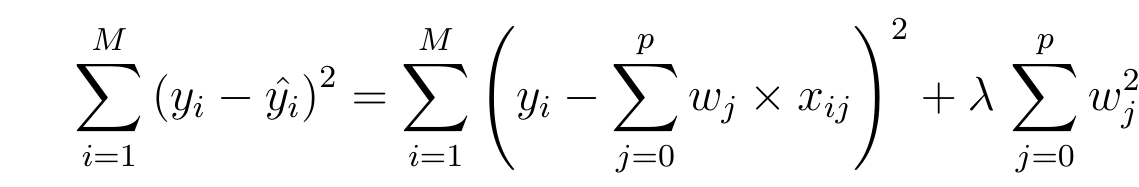 \sum_{i=1}^{M} (y_i - \hat{y_i})^2 = \sum_{i=1}^{M} \left( y_i - \sum_{j=0}^{p} w_j \times x_{ij} \right)^2 + \lambda \sum_{j=0}^{p} w_j^2